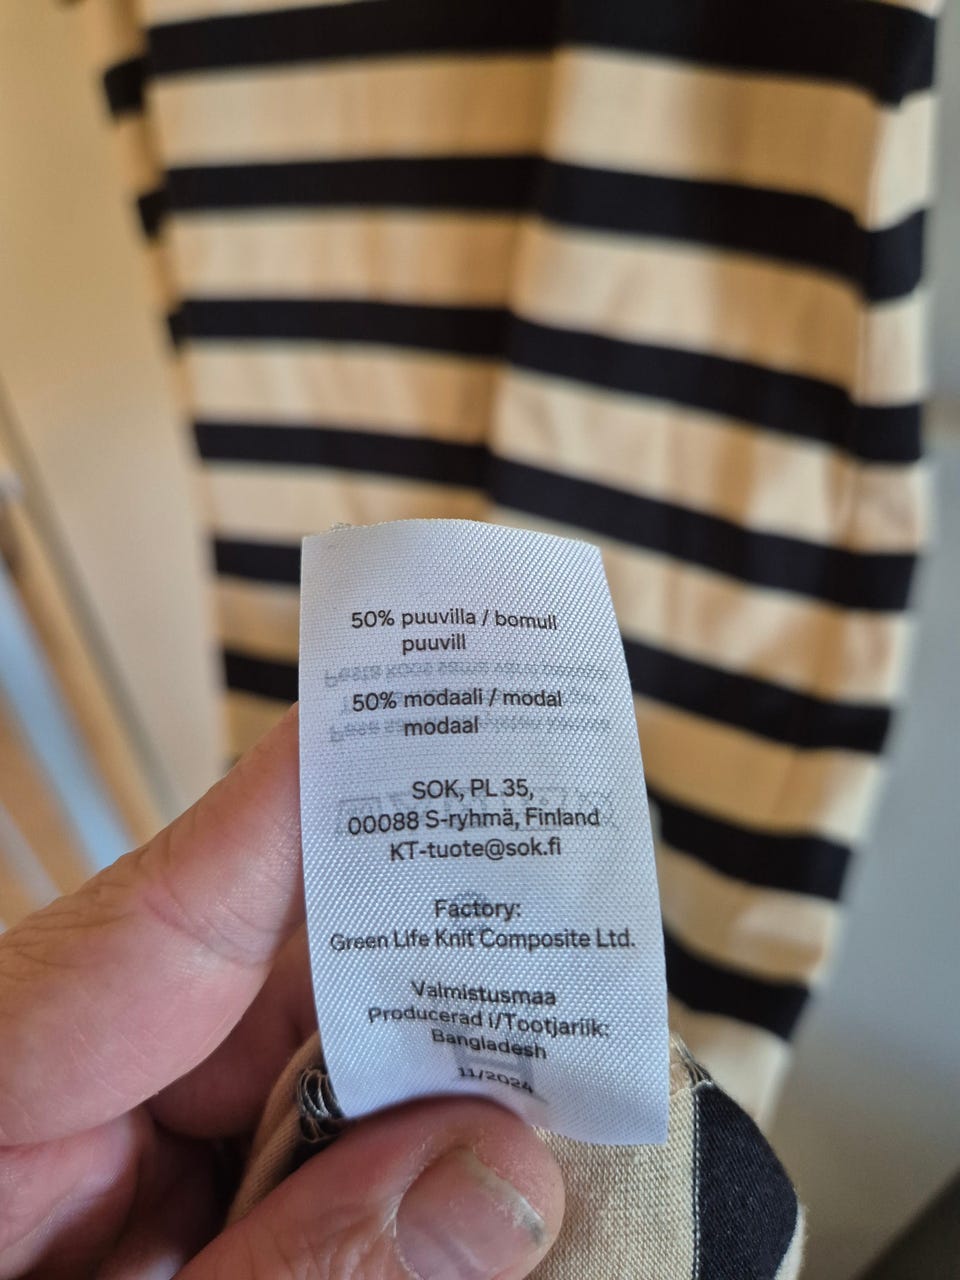 50% puuvilla / bomull
puuvill
50% modaali / modal
modaal
SOK, PL 35,
00088 S-ryhmä, Finland
KT-tuote@sok.fi
Factory:
Green Life Knit Composite Ltd.
Valmistusmaa
Producerad i/Tootjariik:
Bangladesh
11/2024